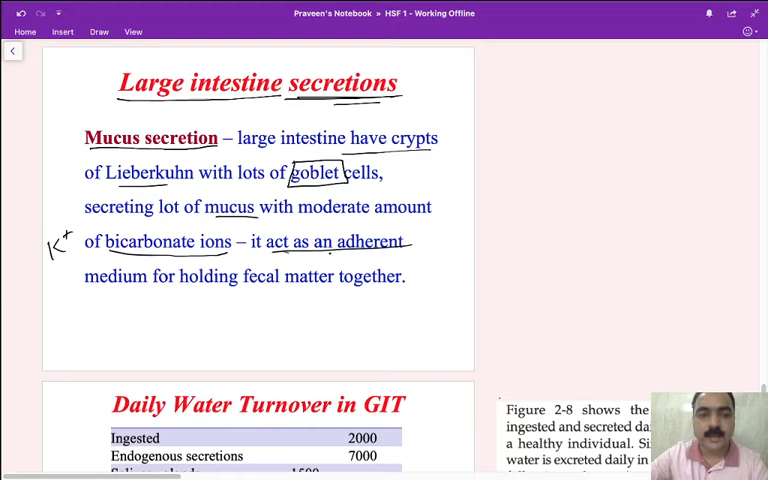 Praveen's Notebook » HSF 1 - Working Offline
Home Insert Draw View
Large intestine secretions
Mucus secretion – large intestine have crypts
of Lieberkuhn with lots of goblet cells,
secreting lot of mucus with moderate amount
K+ of bicarbonate ions – it act as an adherent
medium for holding fecal matter together.
Daily Water Turnover in GIT
Ingested 2000
Endogenous secretions 7000
Salivary glands 1500
Figure 2-8 shows the
ingested and secreted da
a healthy individual. Si
water is excreted daily in